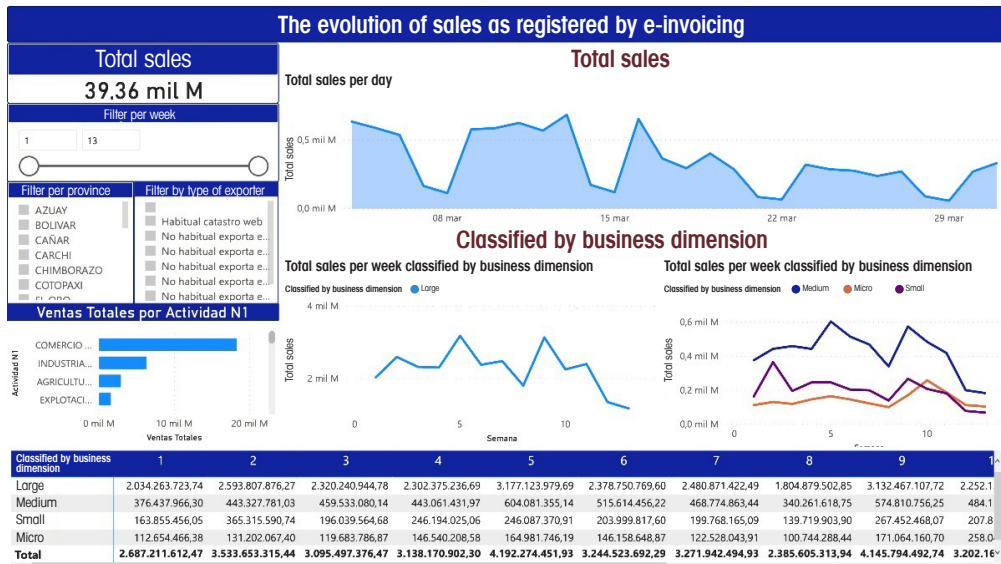 The evolution of sales as registered by e-invoicing
Total sales
39,36 mil M
Filter per week
1
13
Filter per province
AZUAY
BOLIVAR
CAÑAR
CARCHI
CHIMBORAZO
COTOPAXI
Filter by type of exporter
Habitual catastro web
No habitual exporta e...
No habitual exporta e...
No habitual exporta e...
No habitual exporta e...
No habitual exporta e...
Ventas Totales por Actividad N1
Actividad N1
COMERCIO ...
INDUSTRIA...
AGRICULTU...
EXPLOTACI...
0 mil M 10 mil M 20 mil M
Ventas Totales
Total sales
Total sales per day
Total sales
0,5 mil M
0,0 mil M
08 mar 15 mar 22 mar 29 mar
Classified by business dimension
Total sales per week classified by business dimension
Classified by business dimension Large
Total sales
4 mil M
2 mil M
0 5 10
Semana
Total sales per week classified by business dimension
Classified by business dimension Medium Micro Small
Total sales
0,6 mil M
0,4 mil M
0,2 mil M
0,0 mil M
0 5 10
Classified by business dimension 1 2 3 4 5 6 7 8 9 1
Large 2.034.263.723,74 2.593.807.876,27 2.320.240.944,78 2.302.375.236,69 3.177.123.979,69 2.378.750.769,60 2.480.871.422,49 1.804.879.502,85 3.132.467.107,72 2.252.1
Medium 376.437.966,30 443.327.781,03 459.533.080,14 443.061.431,97 604.081.355,14 515.614.456,22 468.774.863,44 340.261.618,75 574.810.756,25 484.1
Small 163.855.456,05 365.315.590,74 196.039.564,68 246.194.025,06 246.087.370,91 203.999.817,60 199.768.165,09 139.719.903,90 267.452.468,07 207.8
Micro 112.654.466,38 131.202.067,40 119.683.786,87 146.540.208,58 164.981.746,19 146.158.648,87 122.528.043,91 100.744.288,44 171.064.160,70 258.0
Total 2.687.211.612,47 3.533.653.315,44 3.095.497.376,47 3.138.170.902,30 4.192.274.451,93 3.244.523.692,29 3.271.942.494,93 2.385.605.313,94 4.145.794.492,74 3.202.16